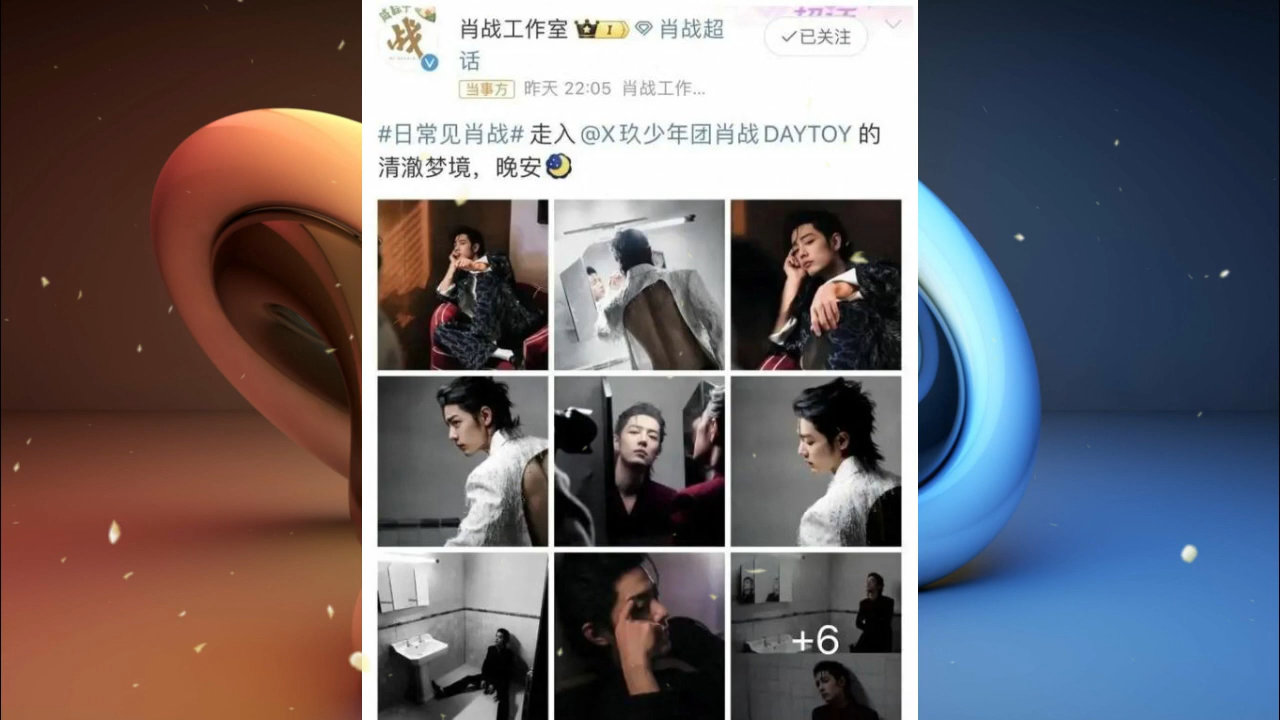 战
肖战工作室 I 肖战超
话
已关注
当事方 昨天 22:05 肖战工作...
#日常见肖战# 走入 @X玖少年团肖战DAYTOY 的
清澈梦境，晚安
+6